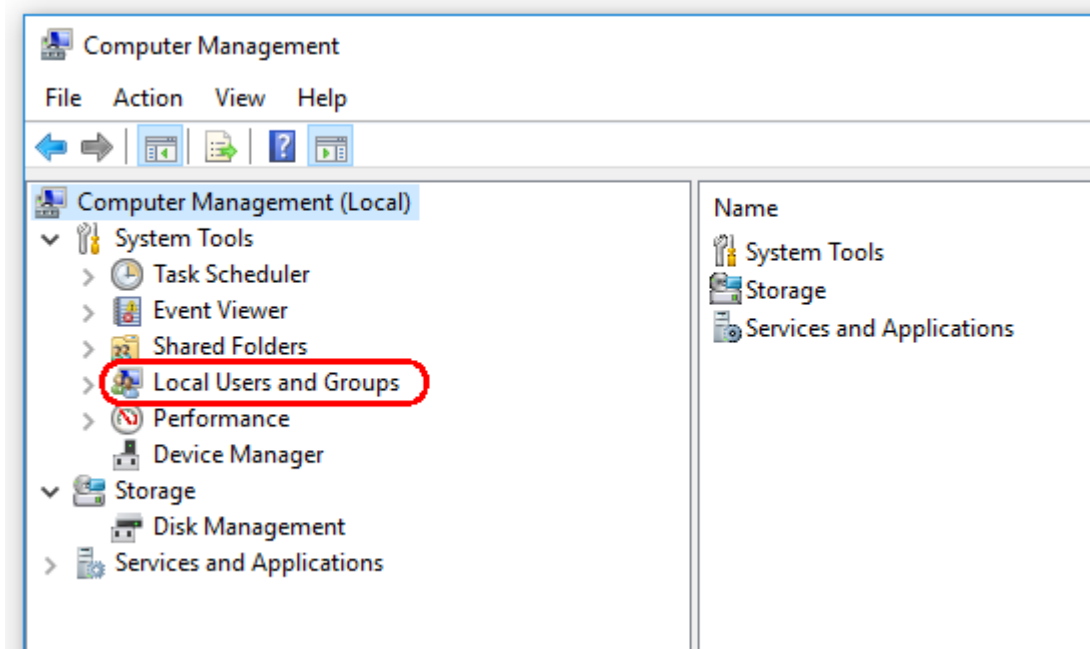 Computer Management
File Action View Help
Computer Management (Local)
System Tools
Task Scheduler
Event Viewer
Shared Folders
Local Users and Groups
Performance
Device Manager
Storage
Disk Management
Services and Applications
Name
System Tools
Storage
Services and Applications